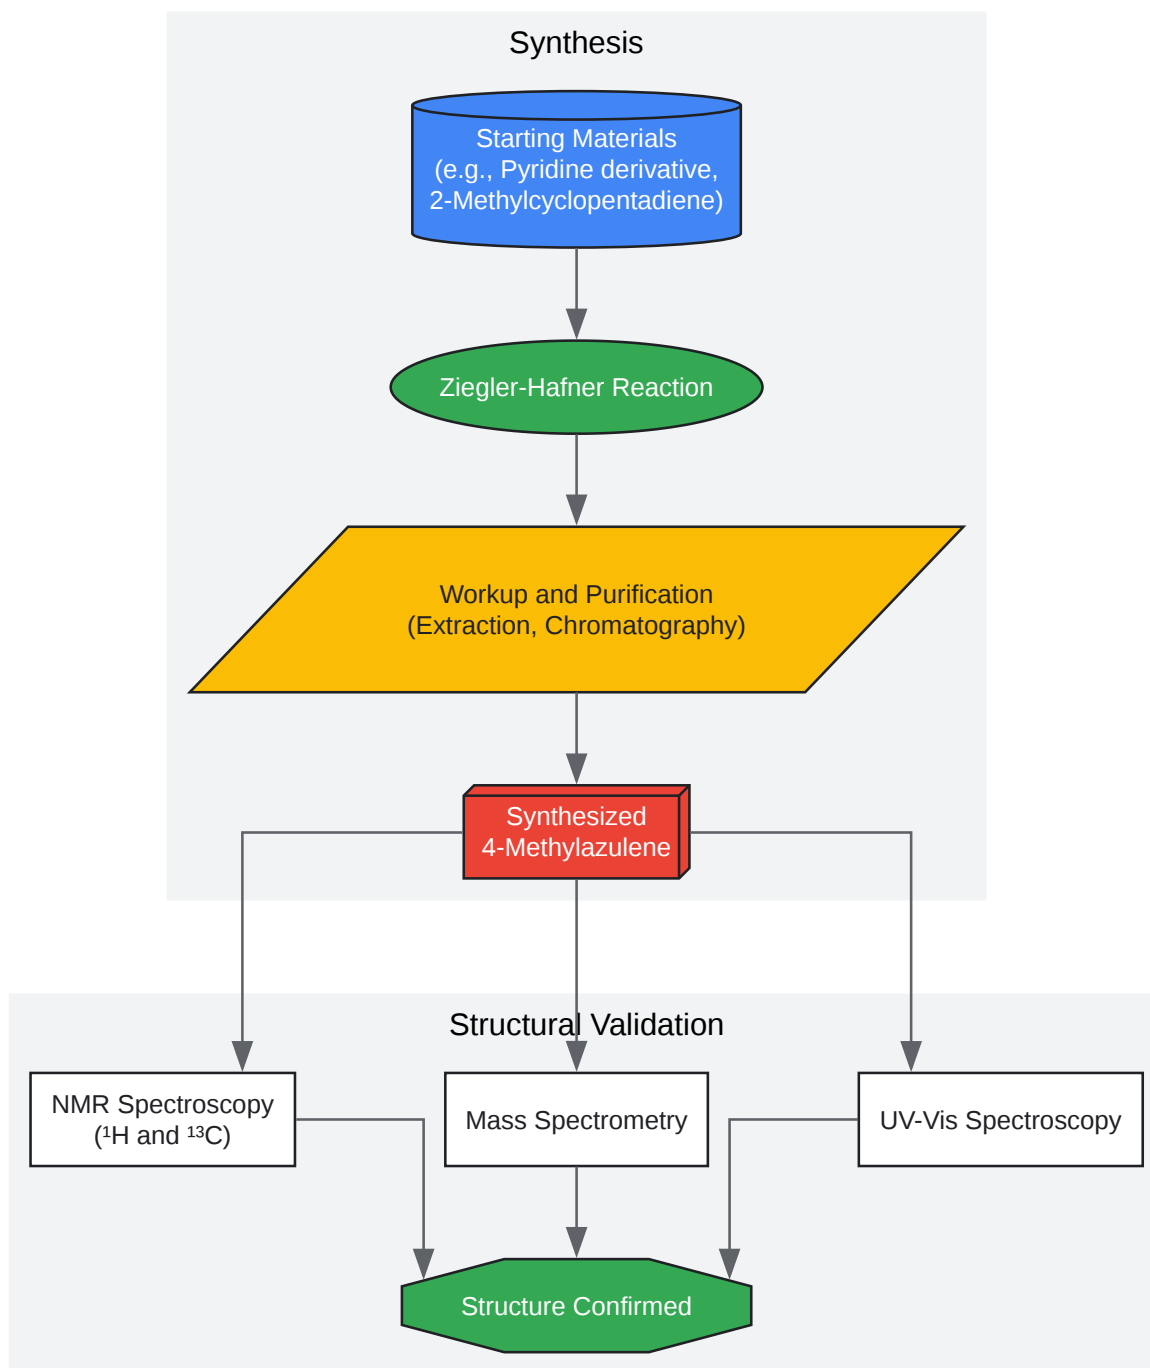 Synthesis
Starting Materials
(e.g., Pyridine derivative,
2-Methylcyclopentadiene)
Ziegler-Hafner Reaction
Workup and Purification
(Extraction, Chromatography)
Synthesized
4-Methylazulene
Structural Validation
NMR Spectroscopy
(¹H and ¹³C)
Mass Spectrometry
UV-Vis Spectroscopy
Structure Confirmed